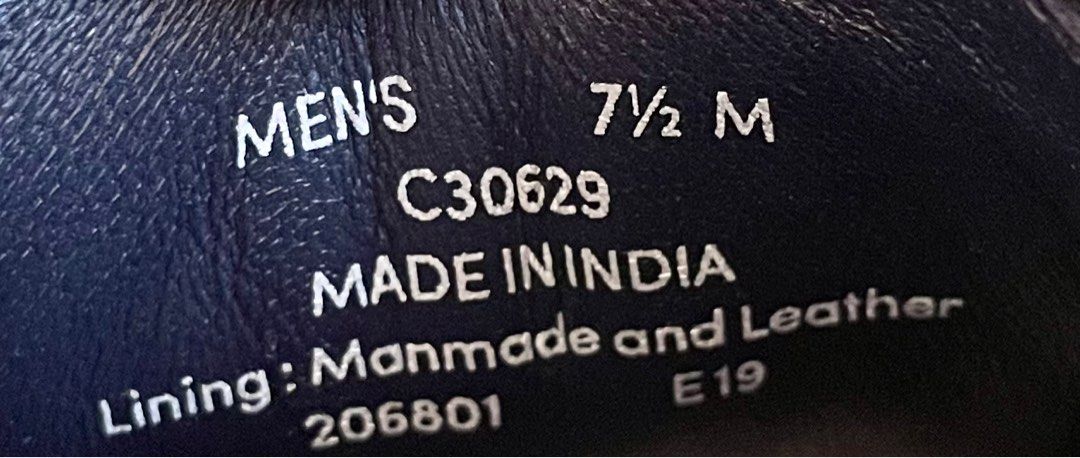 MEN'S 7½ M
C30629
MADE IN INDIA
Lining: Manmade and Leather
206801 E19